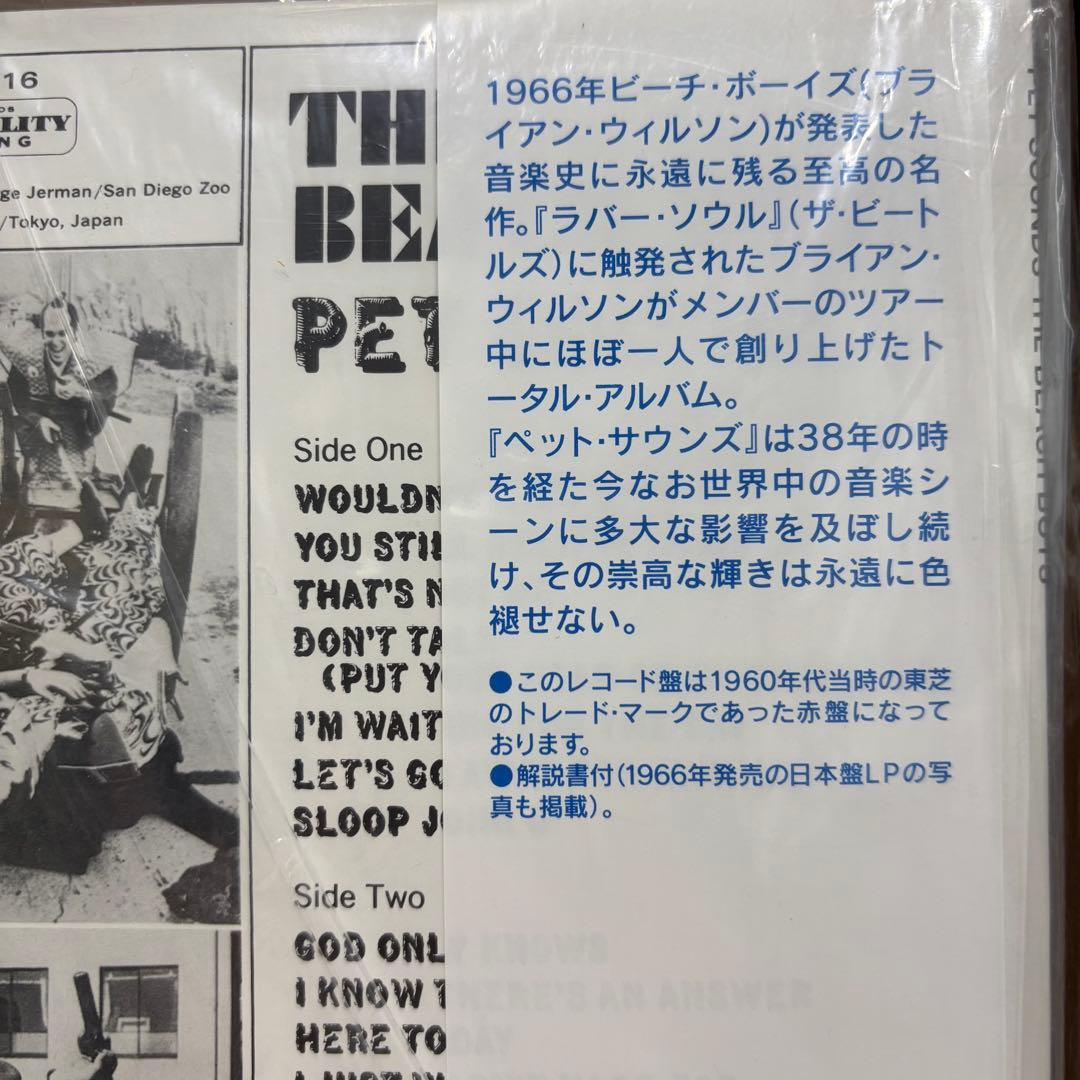 16
LITY
NG
ge Jerman/San Diego Zoo
/Tokyo, Japan
TH
BEA
PET
Side One
WOULDN
YOU STIL
THAT'S N
DON'T TA
(PUT Y
I'M WAIT
LET'S GO
SLOOP J
Side Two
GOD ONLY KNOWS
I KNOW THERE'S AN ANSWER
HERE TODAY
1966年ビーチ・ボーイズ(ブラ
イアン・ウィルソン)が発表した
音楽史に永遠に残る至高の名
作。『ラバー・ソウル』(ザ・ビート
ルズ)に触発されたブライアン・
ウィルソンがメンバーのツアー
中にほぼ一人で創り上げたト
ータル・アルバム。
『ペット・サウンズ』は38年の時
を経た今なお世界中の音楽シ
ーンに多大な影響を及ぼし続
け、その崇高な輝きは永遠に色
褪せない。
●このレコード盤は1960年代当時の東芝
のトレード・マークであった赤盤になって
おります。
●解説書付(1966年発売の日本盤LPの写
真も掲載)。
PET SOUNDS THE BEACH BOYS